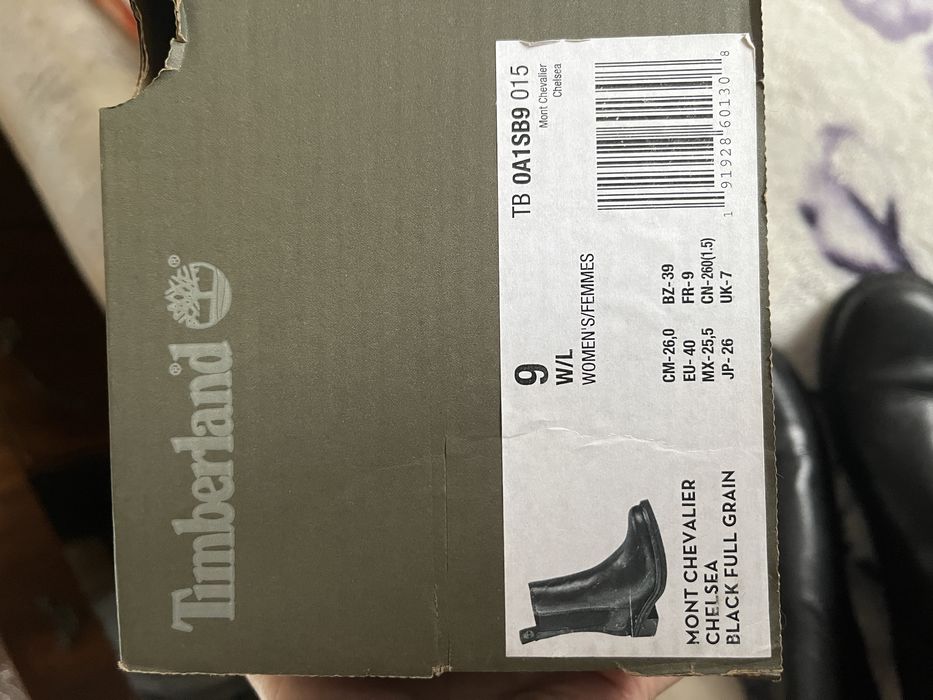 Timberland®
®
TB 0A1SB9 015
Mont Chevalier
Chelsea
1 91928 60130 8
9
W/L
WOMEN'S/FEMMES
CM-26,0 BZ-39
EU-40 FR-9
MX-25,5 CN-260(1.5)
JP-26 UK-7
MONT CHEVALIER
CHELSEA
BLACK FULL GRAIN